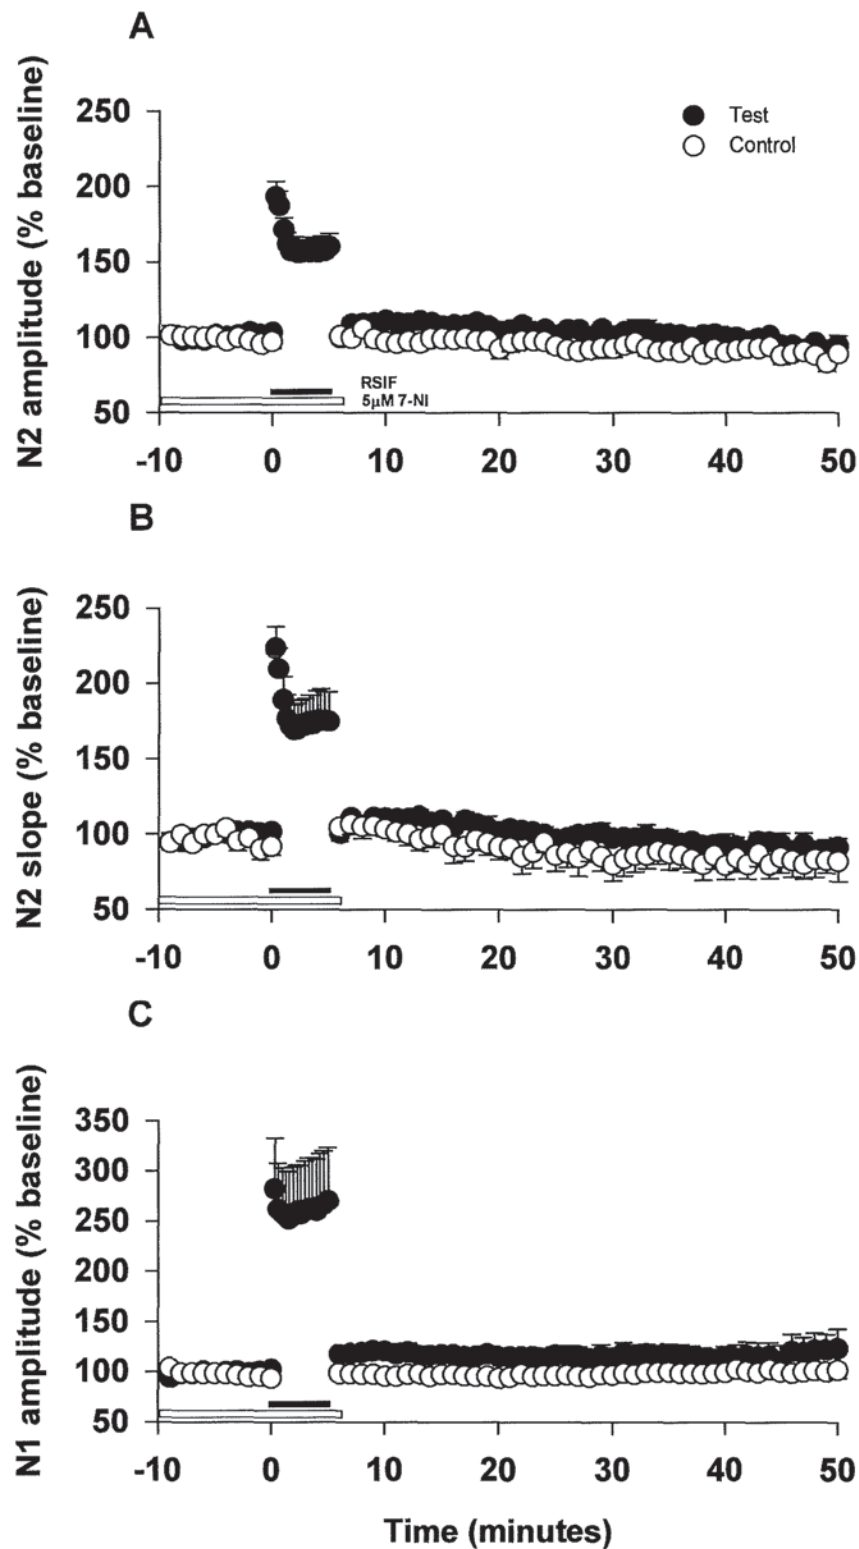 A
N2 amplitude (% baseline)
250
200
150
100
50
Test
Control
RSIF
5µM 7-NI
-10 0 10 20 30 40 50
B
N2 slope (% baseline)
250
200
150
100
50
-10 0 10 20 30 40 50
C
N1 amplitude (% baseline)
350
300
250
200
150
100
50
-10 0 10 20 30 40 50
Time (minutes)